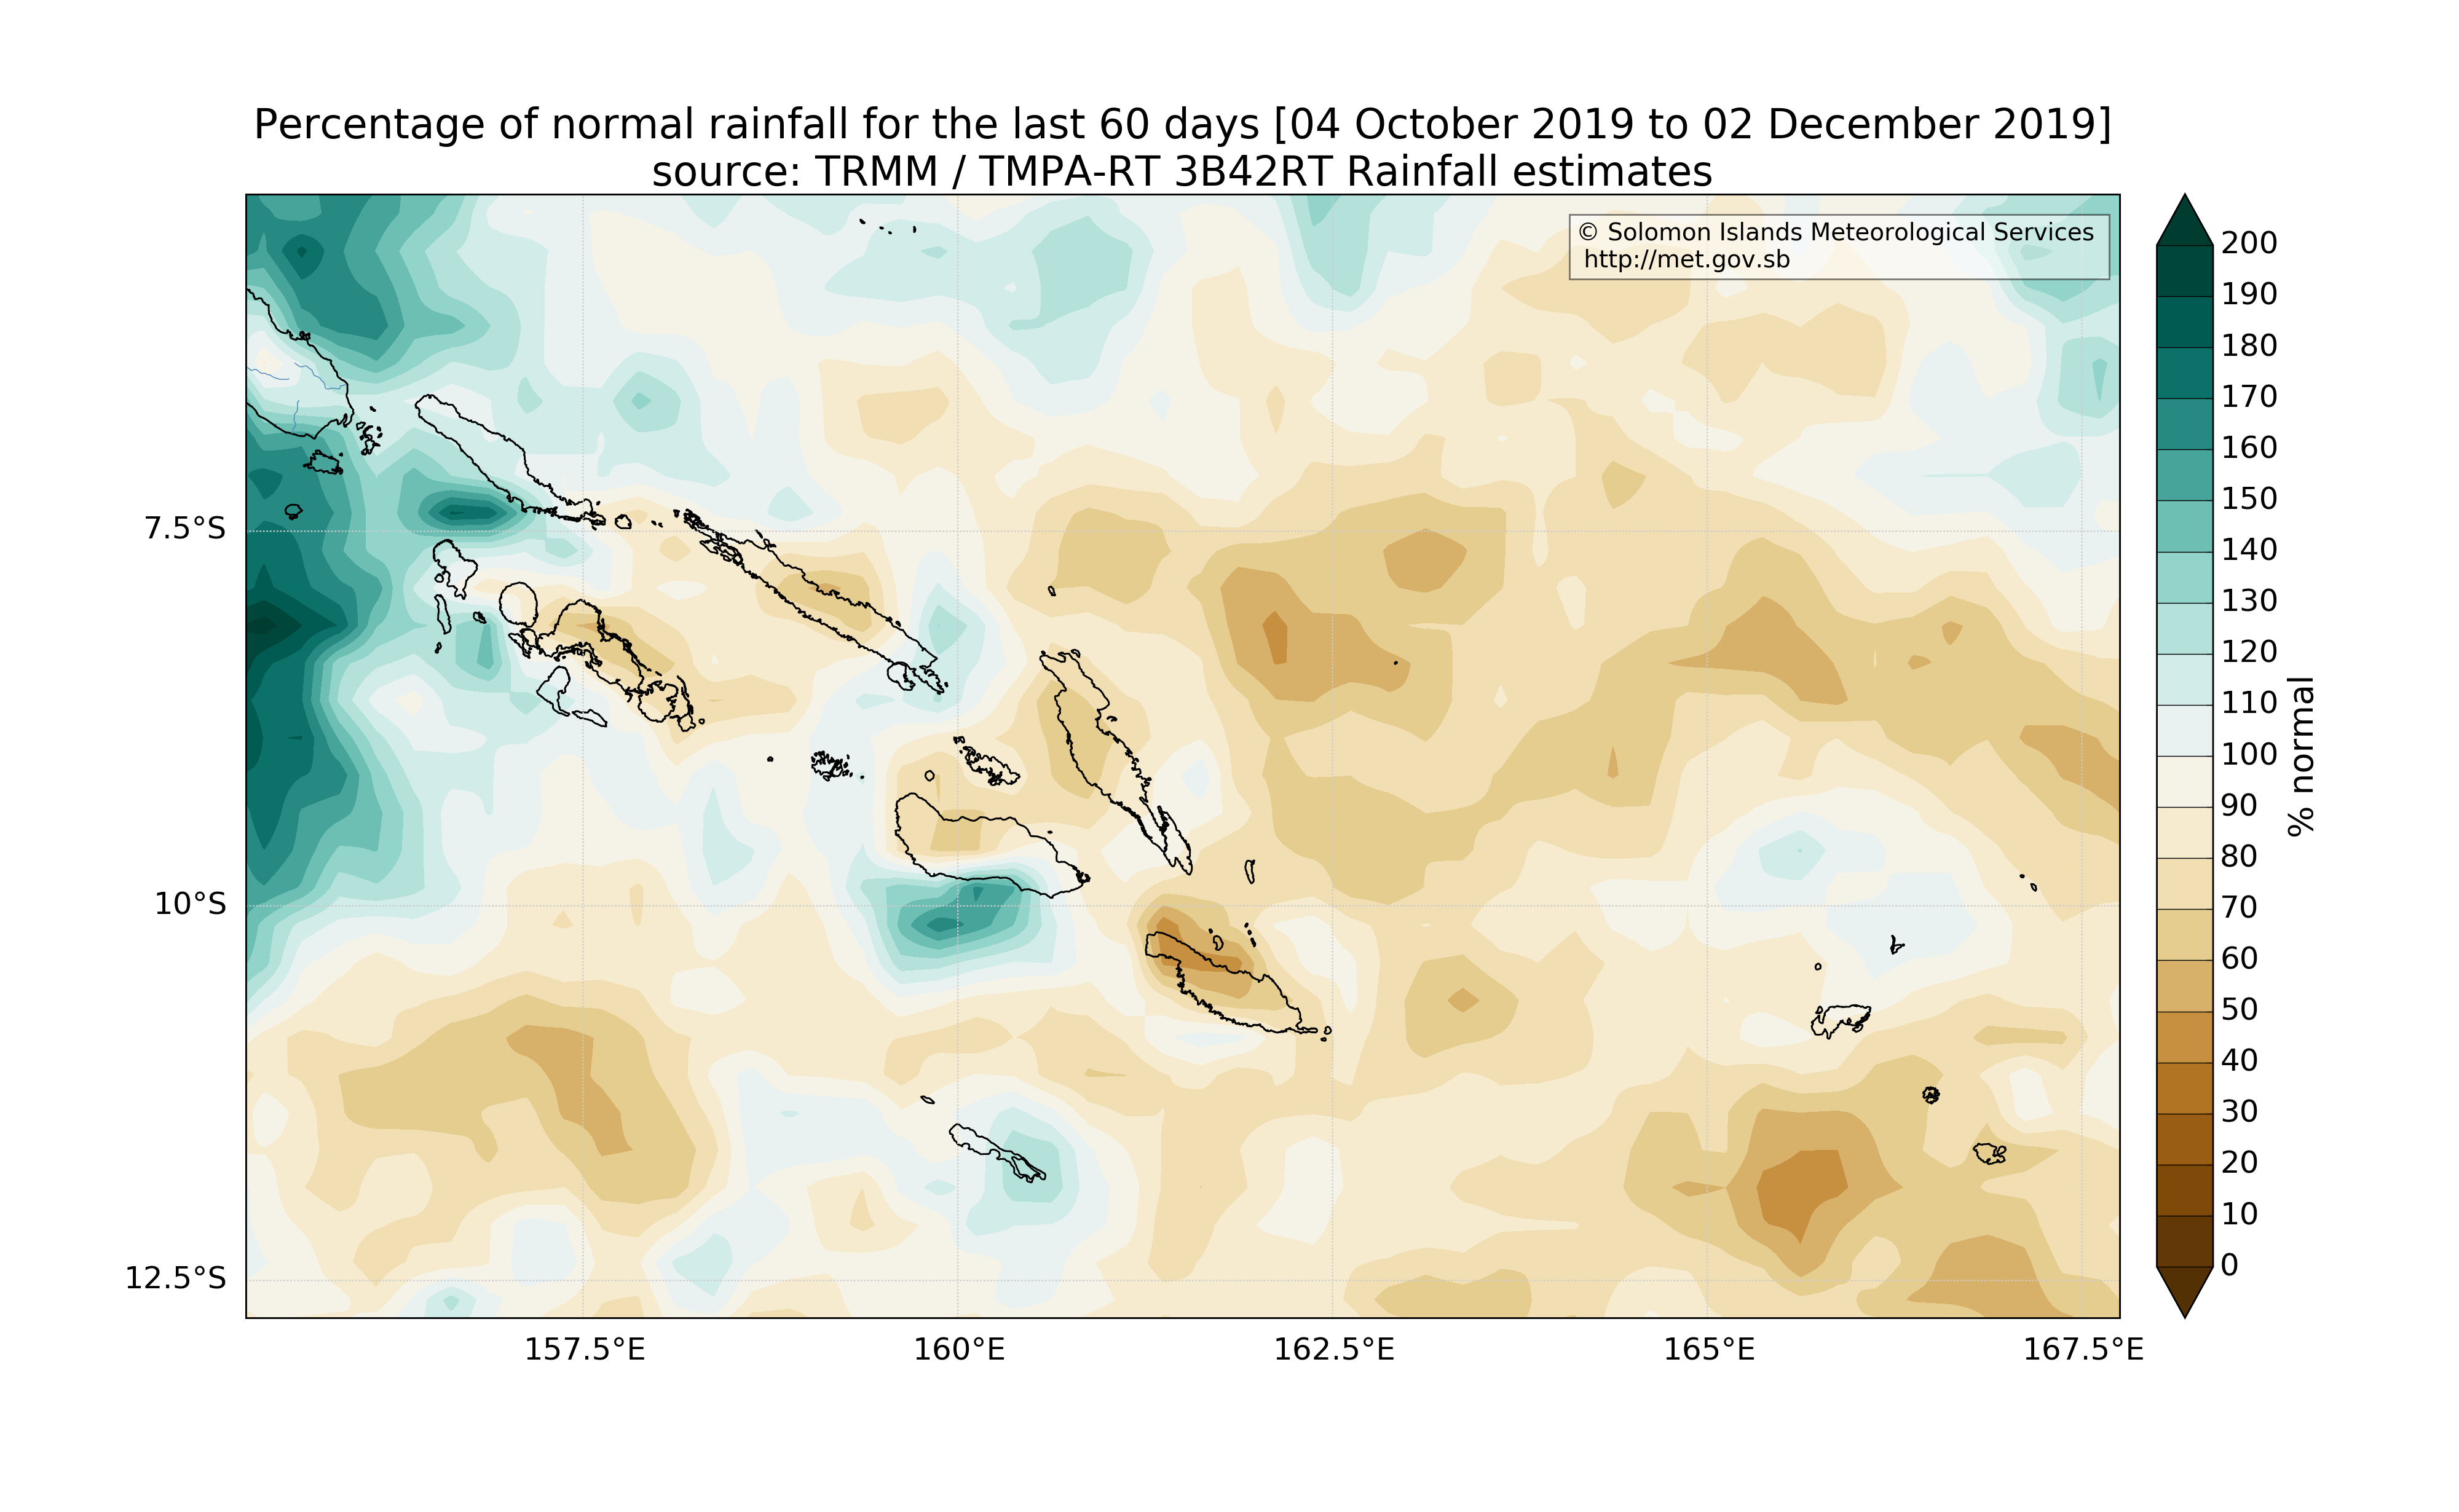 Percentage of normal rainfall for the last 60 days [04 October 2019 to 02 December 2019]
source: TRMM / TMPA-RT 3B42RT Rainfall estimates
© Solomon Islands Meteorological Services
http://met.gov.sb
200
190
180
170
160
150
140
130
120
110
100
90
80
70
60
50
40
30
20
10
0
% normal
7.5°S
10°S
12.5°S
157.5°E
160°E
162.5°E
165°E
167.5°E